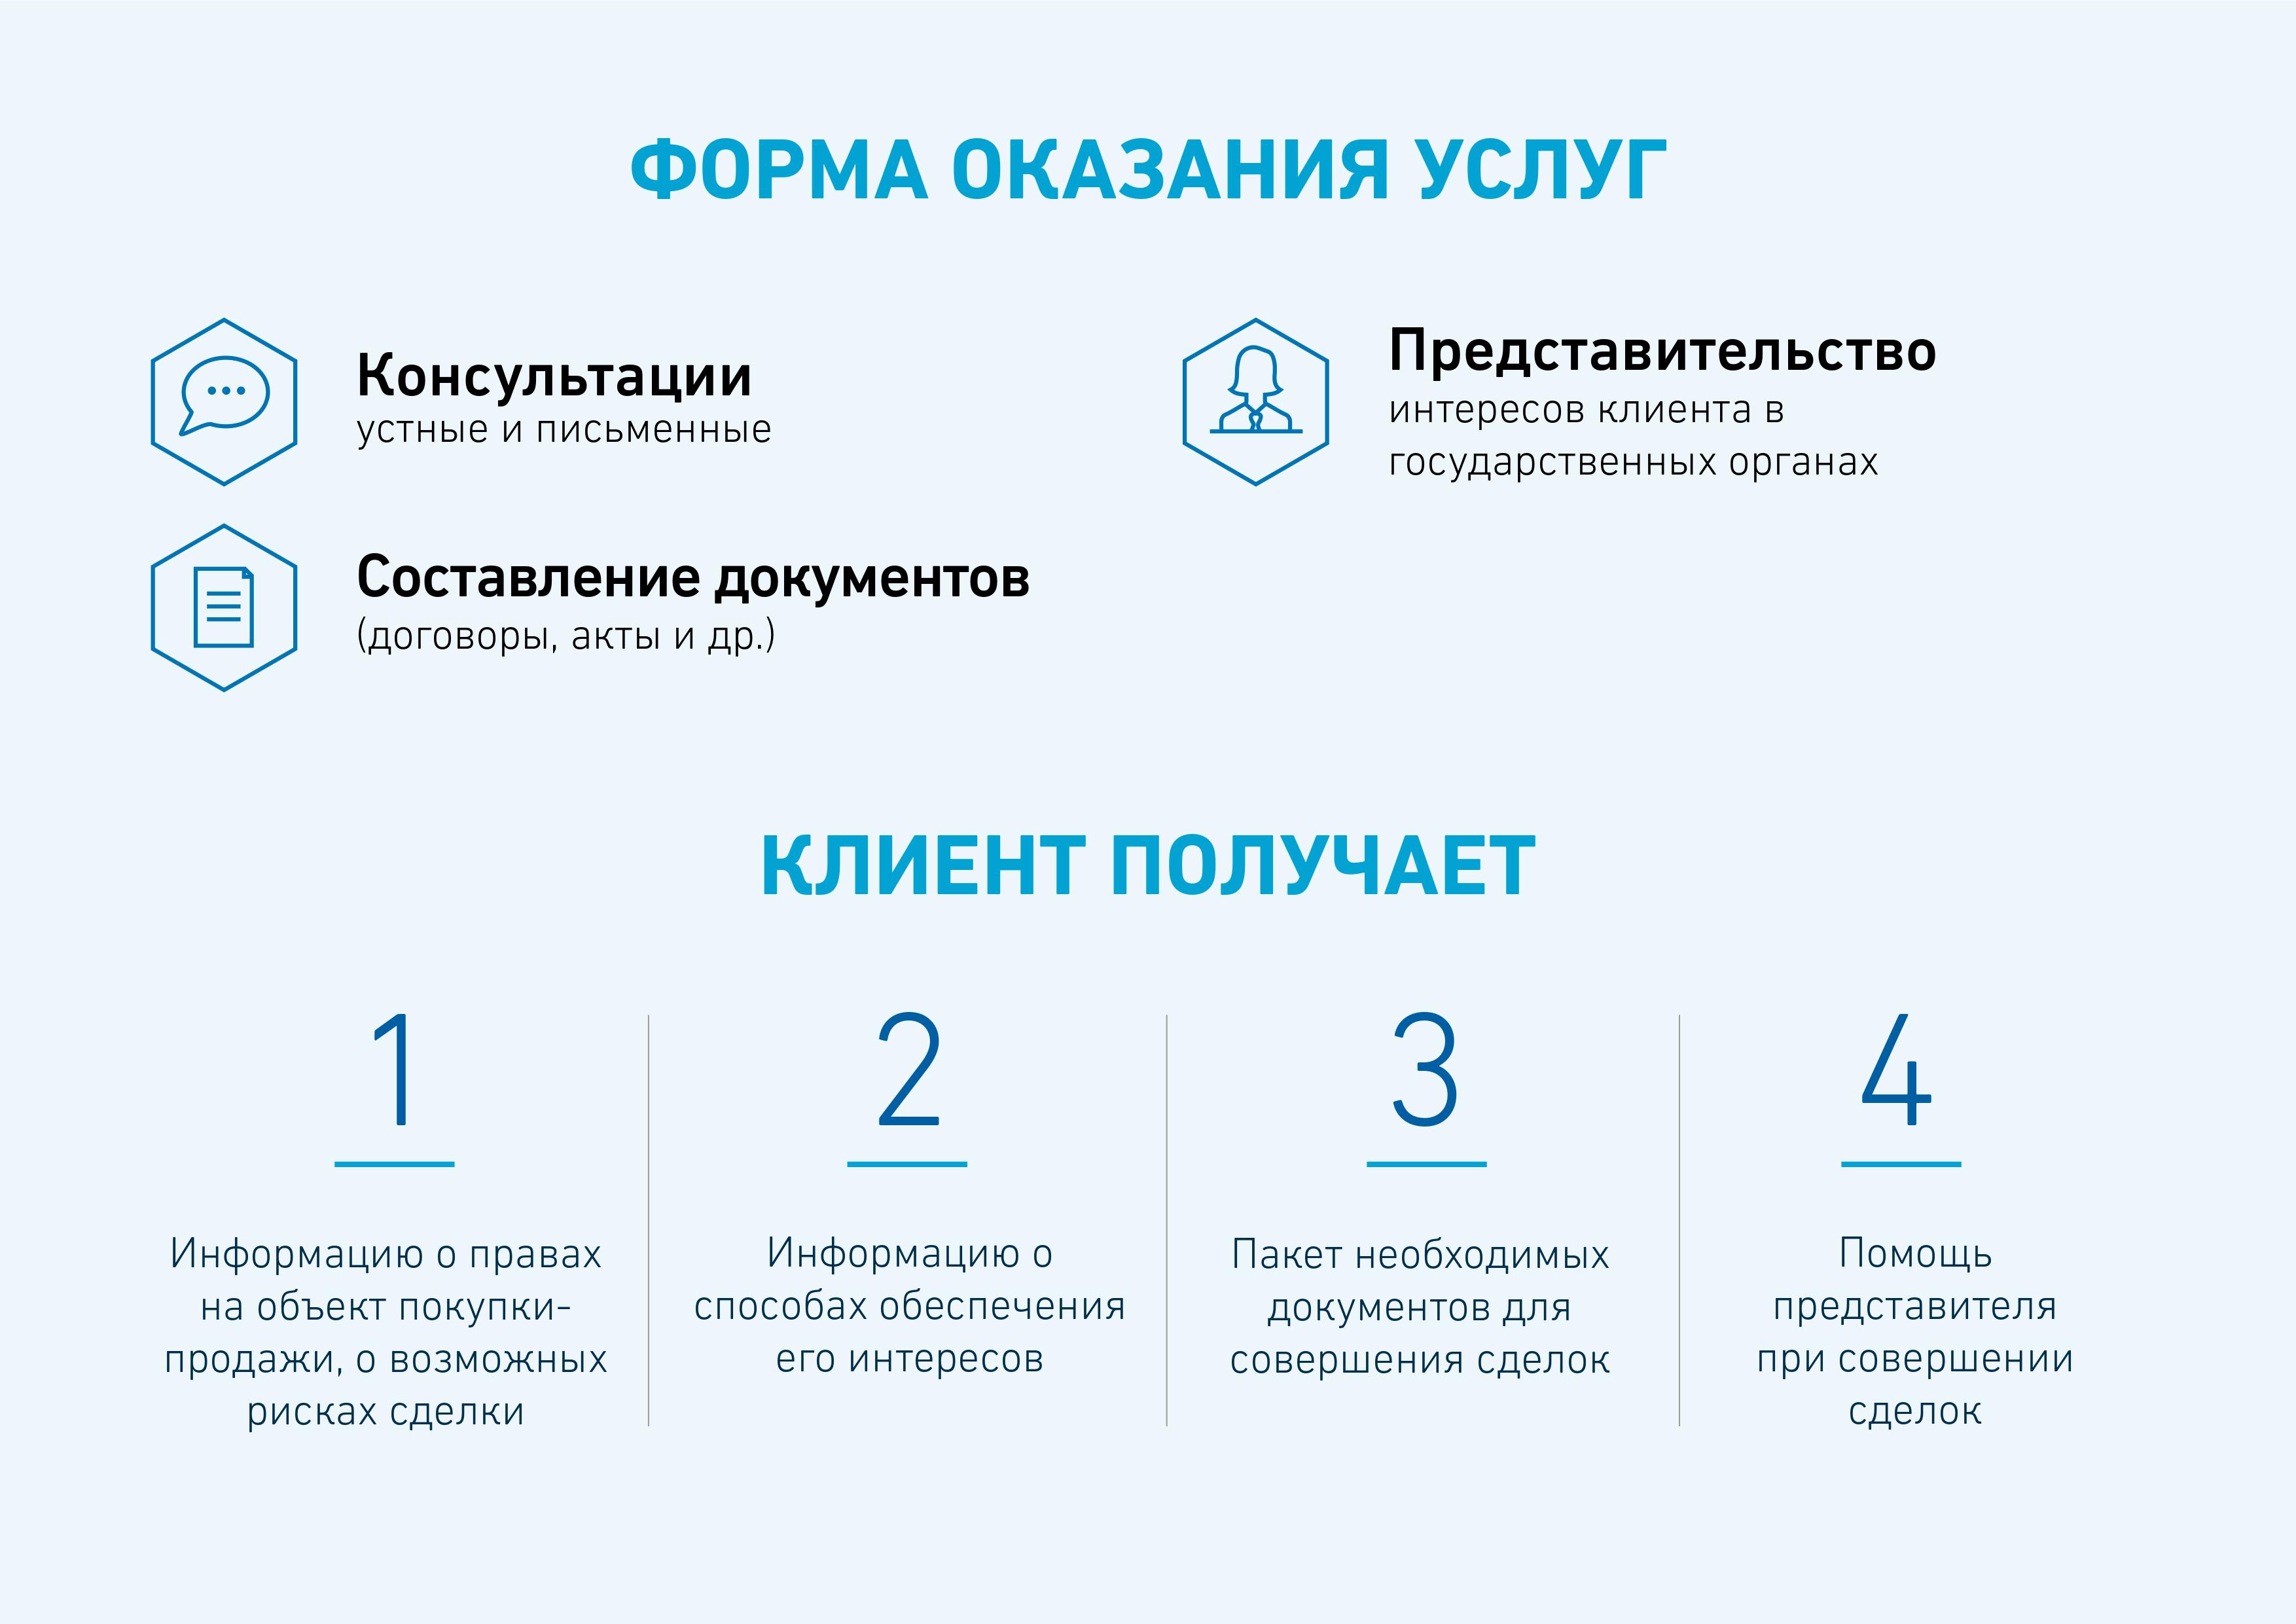 ФОРМА ОКАЗАНИЯ УСЛУГ
Консультации
устные и письменные
Составление документов
(договоры, акты и др.)
Представительство
интересов клиента в
государственных органах
КЛИЕНТ ПОЛУЧАЕТ
1
Информацию о правах
на объект покупки-
продажи, о возможных
рисках сделки
2
Информацию о
способах обеспечения
его интересов
3
Пакет необходимых
документов для
совершения сделок
4
Помощь
представителя
при совершении
сделок